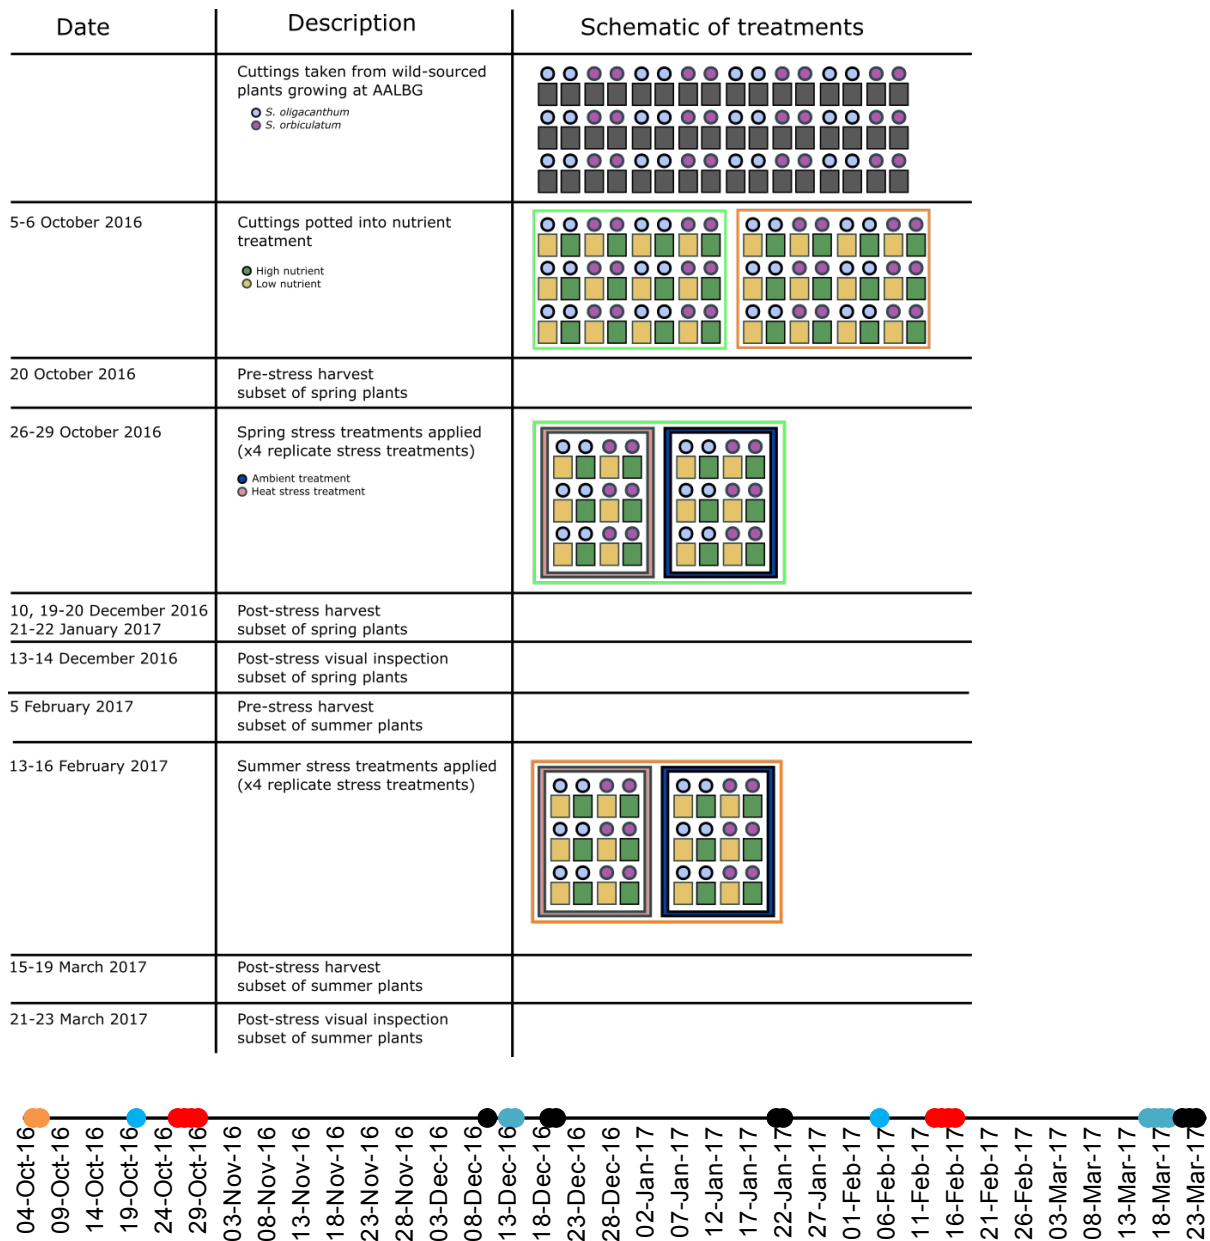 Date
Description
Schematic of treatments
Cuttings taken from wild-sourced
plants growing at AALBG
S. oligacanthum
S. orbiculatum
5-6 October 2016
Cuttings potted into nutrient
treatment
High nutrient
Low nutrient
20 October 2016
Pre-stress harvest
subset of spring plants
26-29 October 2016
Spring stress treatments applied
(x4 replicate stress treatments)
Ambient treatment
Heat stress treatment
10, 19-20 December 2016
21-22 January 2017
Post-stress harvest
subset of spring plants
13-14 December 2016
Post-stress visual inspection
subset of spring plants
5 February 2017
Pre-stress harvest
subset of summer plants
13-16 February 2017
Summer stress treatments applied
(x4 replicate stress treatments)
15-19 March 2017
Post-stress harvest
subset of summer plants
21-23 March 2017
Post-stress visual inspection
subset of summer plants
04-Oct-16
09-Oct-16
14-Oct-16
19-Oct-16
24-Oct-16
29-Oct-16
03-Nov-16
08-Nov-16
13-Nov-16
18-Nov-16
23-Nov-16
28-Nov-16
03-Dec-16
08-Dec-16
13-Dec-16
18-Dec-16
23-Dec-16
28-Dec-16
02-Jan-17
07-Jan-17
12-Jan-17
17-Jan-17
22-Jan-17
27-Jan-17
01-Feb-17
06-Feb-17
11-Feb-17
16-Feb-17
21-Feb-17
26-Feb-17
03-Mar-17
08-Mar-17
13-Mar-17
18-Mar-17
23-Mar-17